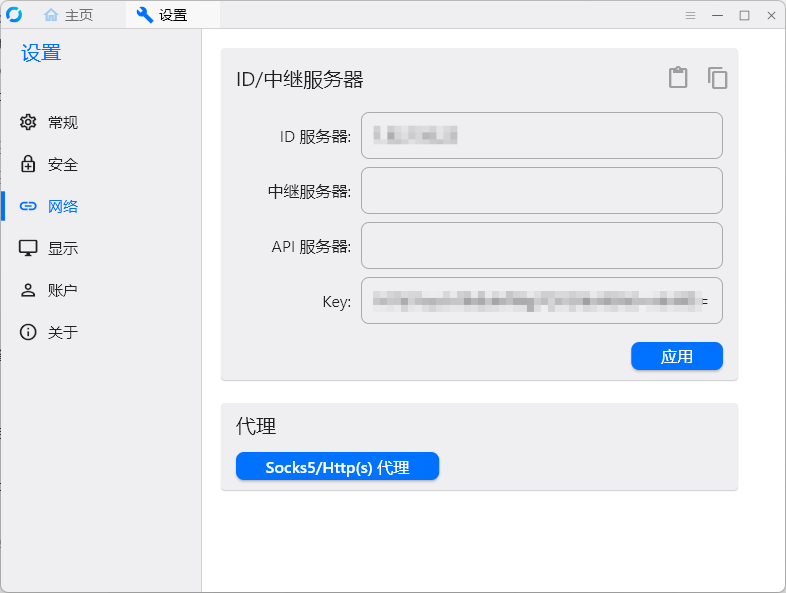 主页
设置
设置
常规
安全
网络
显示
账户
关于
ID/中继服务器
ID 服务器:
中继服务器:
API 服务器:
Key:
=
应用
代理
Socks5/Http(s) 代理